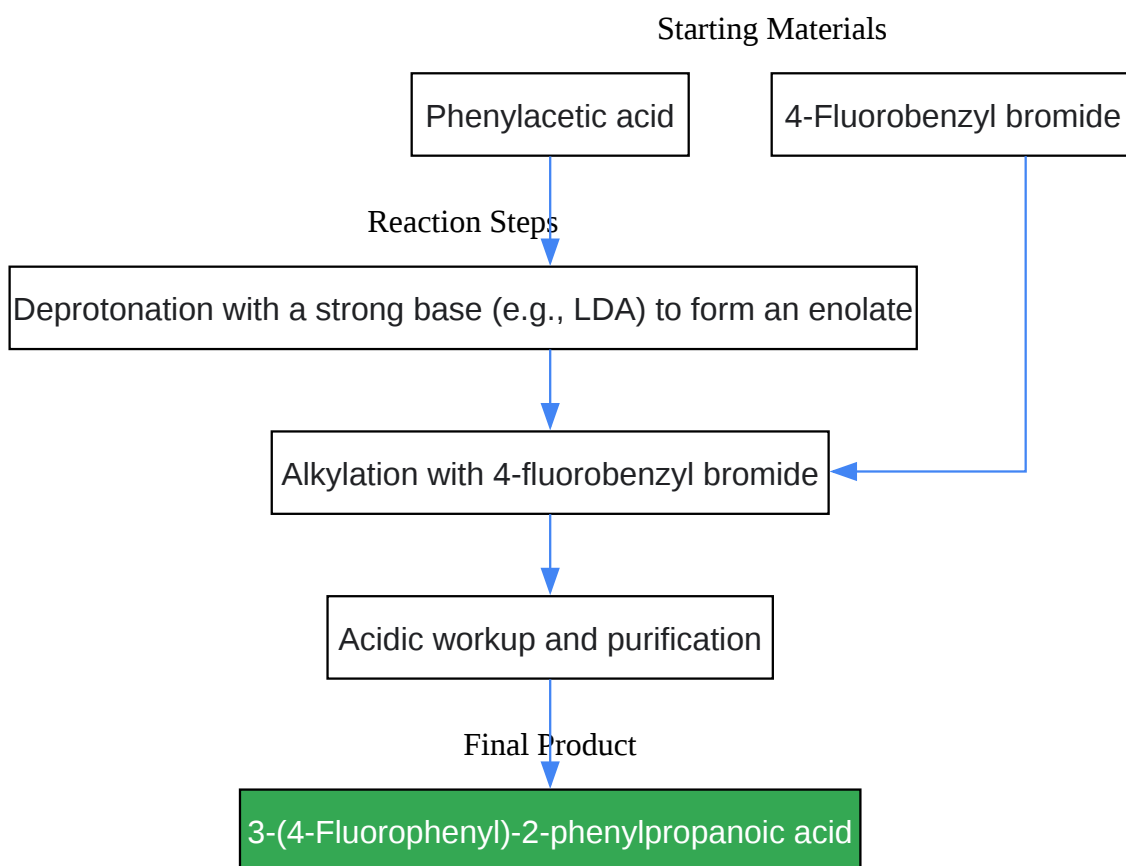 Starting Materials
Phenylacetic acid
4-Fluorobenzyl bromide
Reaction Steps
Deprotonation with a strong base (e.g., LDA) to form an enolate
Alkylation with 4-fluorobenzyl bromide
Acidic workup and purification
Final Product
3-(4-Fluorophenyl)-2-phenylpropanoic acid